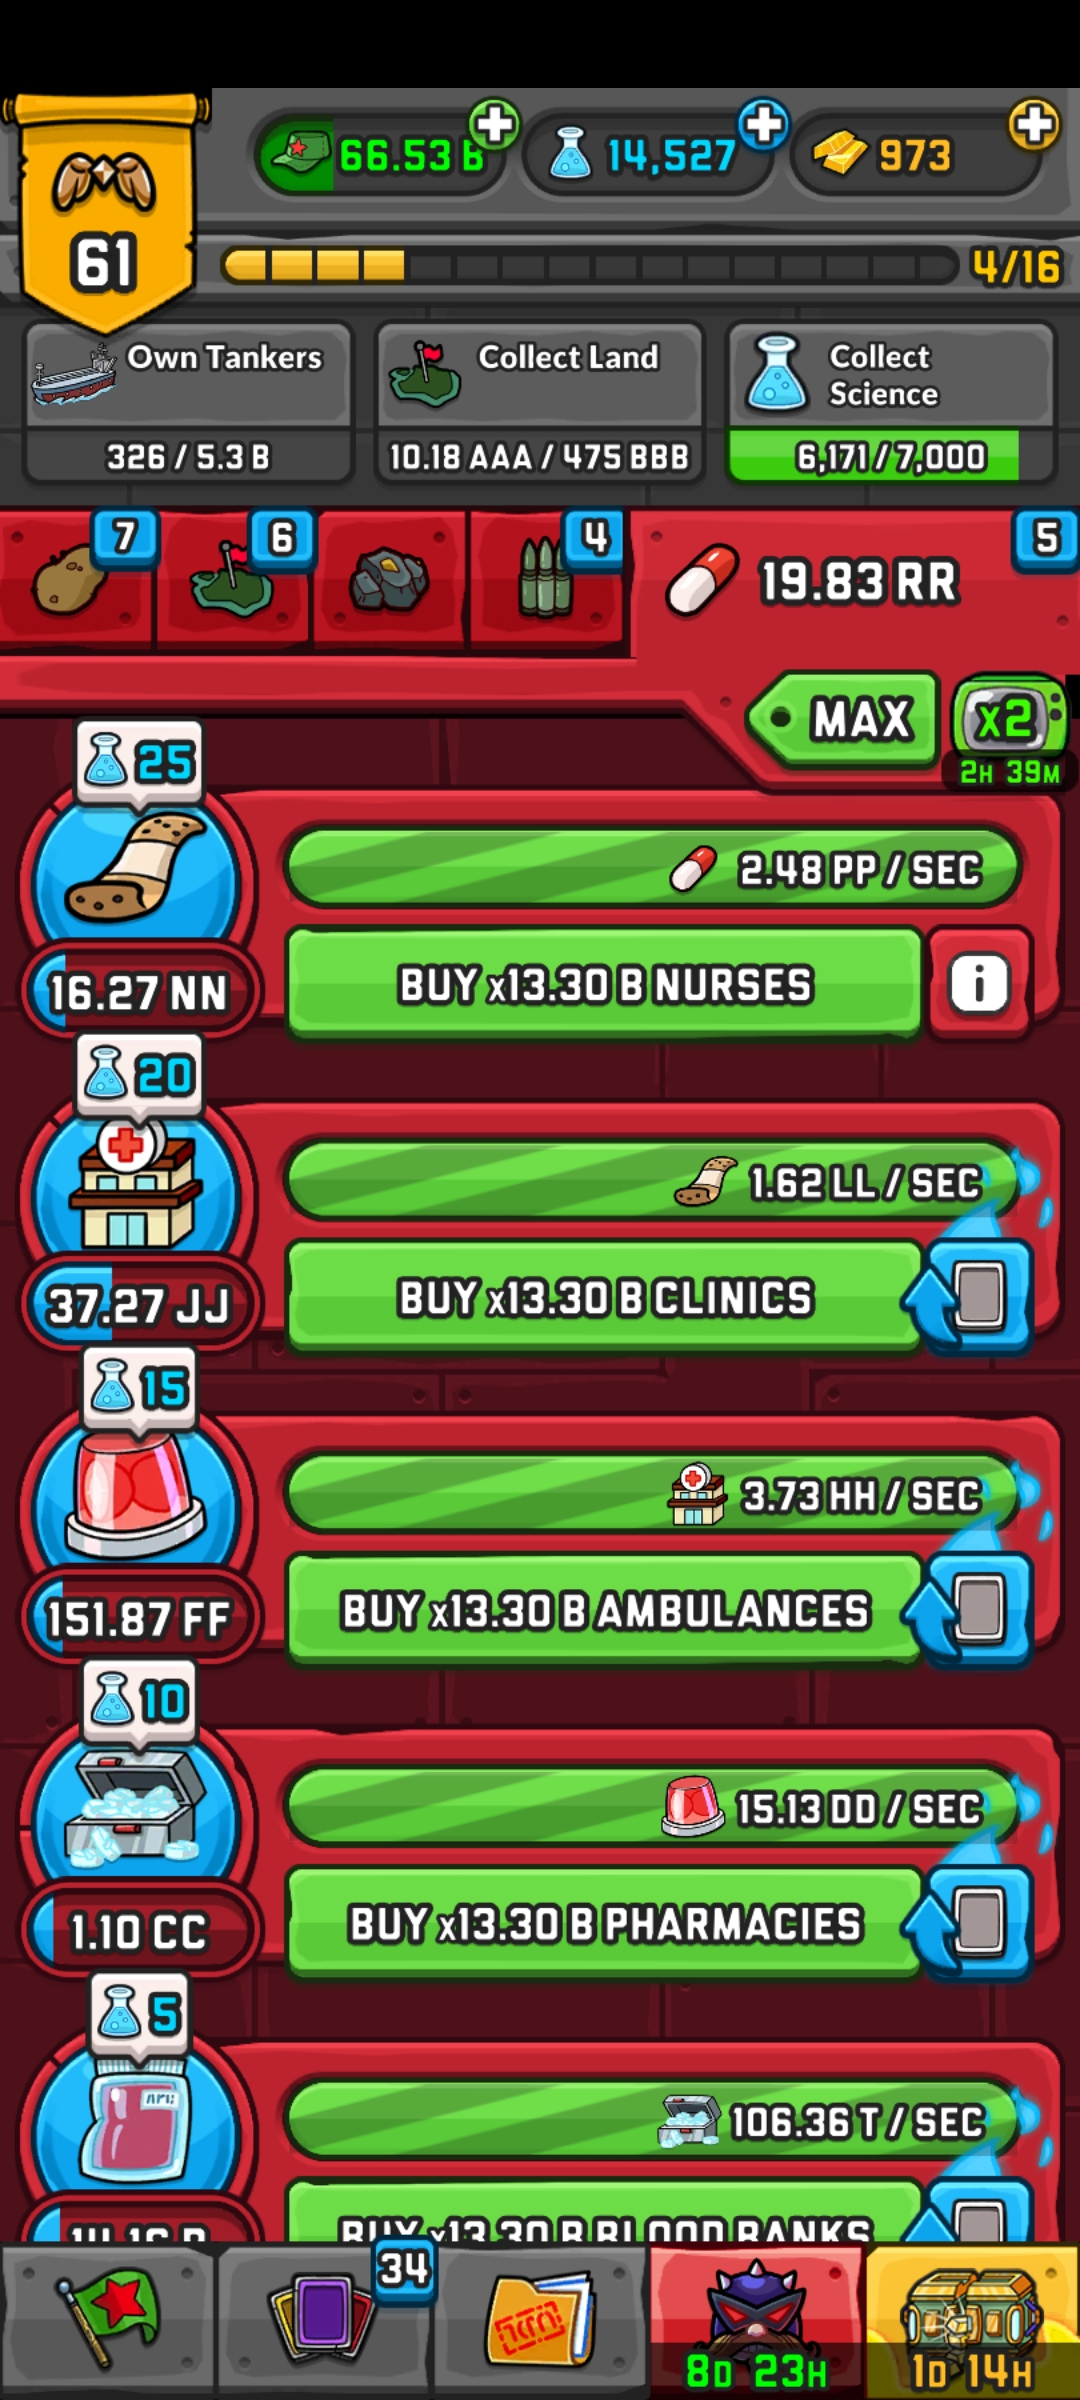 66.53 B
14,527
973
61
4/16
Own Tankers
326 / 5.3 B
Collect Land
10.18 AAA / 475 BBB
Collect
Science
6,171 / 7,000
7
6
4
19.83 RR
5
MAX
x2
2H 39M
25
2.48 PP / SEC
16.27 NN
BUY x13.30 B NURSES
i
20
1.62 LL / SEC
37.27 JJ
BUY x13.30 B CLINICS
15
3.73 HH / SEC
151.87 FF
BUY x13.30 B AMBULANCES
10
15.13 DD / SEC
1.10 CC
BUY x13.30 B PHARMACIES
5
106.36 T / SEC
BUY x13.30 B BLOOD BANKS
34
8D 23H
1D 14H